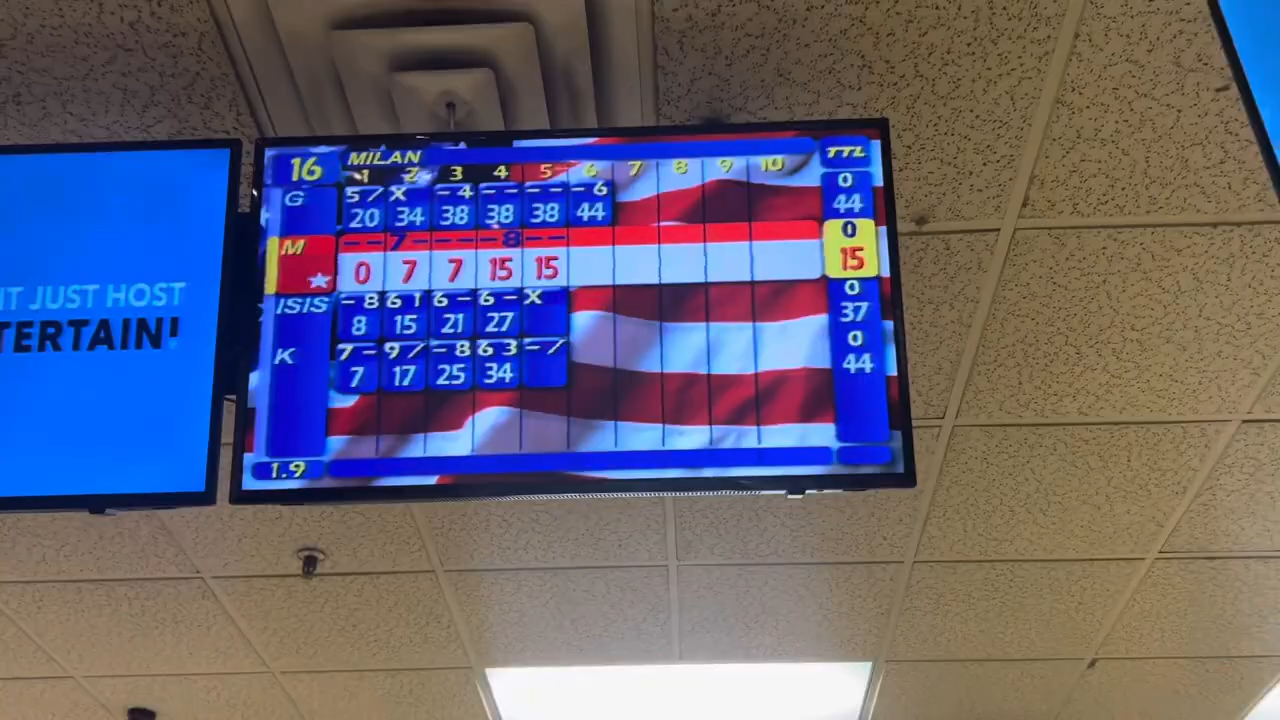 T JUST HOST
TERTAIN!
16 MILAN TTL
1 2 3 4 5 6 7 8 9 10
G 5 / X - 4 - - - - - 6 0
20 34 38 38 38 44 44
M - - 7 - - - - 8 - - 0
0 7 7 15 15 15
ISIS - 8 6 1 6 - 6 - X 0
8 15 21 27 37
K 7 - 9 / - 8 6 3 - / 0
7 17 25 34 44
1.9